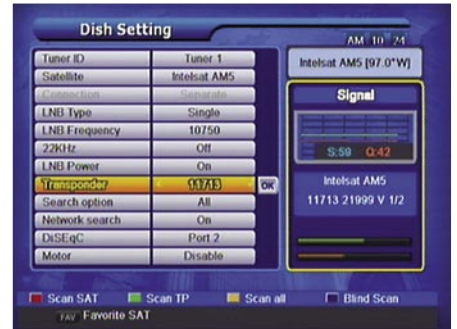 Dish Setting
AM 10 24
Tuner ID Tuner 1
Satellite Intelsat AM5
Connection Separate
LNB Type Single
LNB Frequency 10750
22KHz Off
LNB Power On
Transponder 11713 OK
Search option All
Network search On
DiSEqC Port 2
Motor Disable
Intelsat AM5 [97.0°W]
Signal
S:59 Q:42
Intelsat AM5
11713 21999 V 1/2
Scan SAT Scan TP Scan all Blind Scan
FAV Favorite SAT